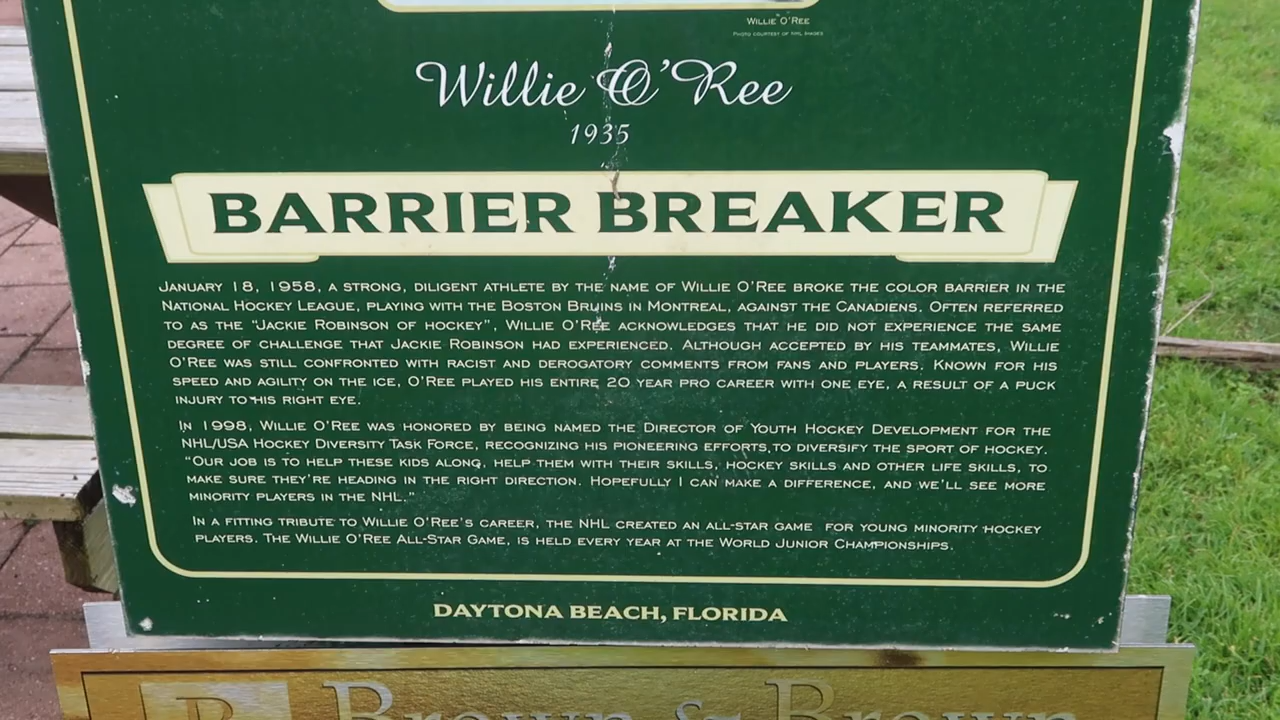 WILLIE O'REE
PHOTO COURTESY OF NHL IMAGES
Willie O'Ree
1935
BARRIER BREAKER
JANUARY 18, 1958, A STRONG, DILIGENT ATHLETE BY THE NAME OF WILLIE O'REE BROKE THE COLOR BARRIER IN THE
NATIONAL HOCKEY LEAGUE, PLAYING WITH THE BOSTON BRUINS IN MONTREAL, AGAINST THE CANADIENS. OFTEN REFERRED
TO AS THE "JACKIE ROBINSON OF HOCKEY", WILLIE O'REE ACKNOWLEDGES THAT HE DID NOT EXPERIENCE THE SAME
DEGREE OF CHALLENGE THAT JACKIE ROBINSON HAD EXPERIENCED. ALTHOUGH ACCEPTED BY HIS TEAMMATES, WILLIE
O'REE WAS STILL CONFRONTED WITH RACIST AND DEROGATORY COMMENTS FROM FANS AND PLAYERS. KNOWN FOR HIS
SPEED AND AGILITY ON THE ICE, O'REE PLAYED HIS ENTIRE 20 YEAR PRO CAREER WITH ONE EYE, A RESULT OF A PUCK
INJURY TO HIS RIGHT EYE.
IN 1998, WILLIE O'REE WAS HONORED BY BEING NAMED THE DIRECTOR OF YOUTH HOCKEY DEVELOPMENT FOR THE
NHL/USA HOCKEY DIVERSITY TASK FORCE, RECOGNIZING HIS PIONEERING EFFORTS TO DIVERSIFY THE SPORT OF HOCKEY.
"OUR JOB IS TO HELP THESE KIDS ALONG, HELP THEM WITH THEIR SKILLS, HOCKEY SKILLS AND OTHER LIFE SKILLS, TO
MAKE SURE THEY'RE HEADING IN THE RIGHT DIRECTION. HOPEFULLY I CAN MAKE A DIFFERENCE, AND WE'LL SEE MORE
MINORITY PLAYERS IN THE NHL."
IN A FITTING TRIBUTE TO WILLIE O'REE'S CAREER, THE NHL CREATED AN ALL-STAR GAME FOR YOUNG MINORITY HOCKEY
PLAYERS. THE WILLIE O'REE ALL-STAR GAME, IS HELD EVERY YEAR AT THE WORLD JUNIOR CHAMPIONSHIPS.
DAYTONA BEACH, FLORIDA
B Brown & Brown